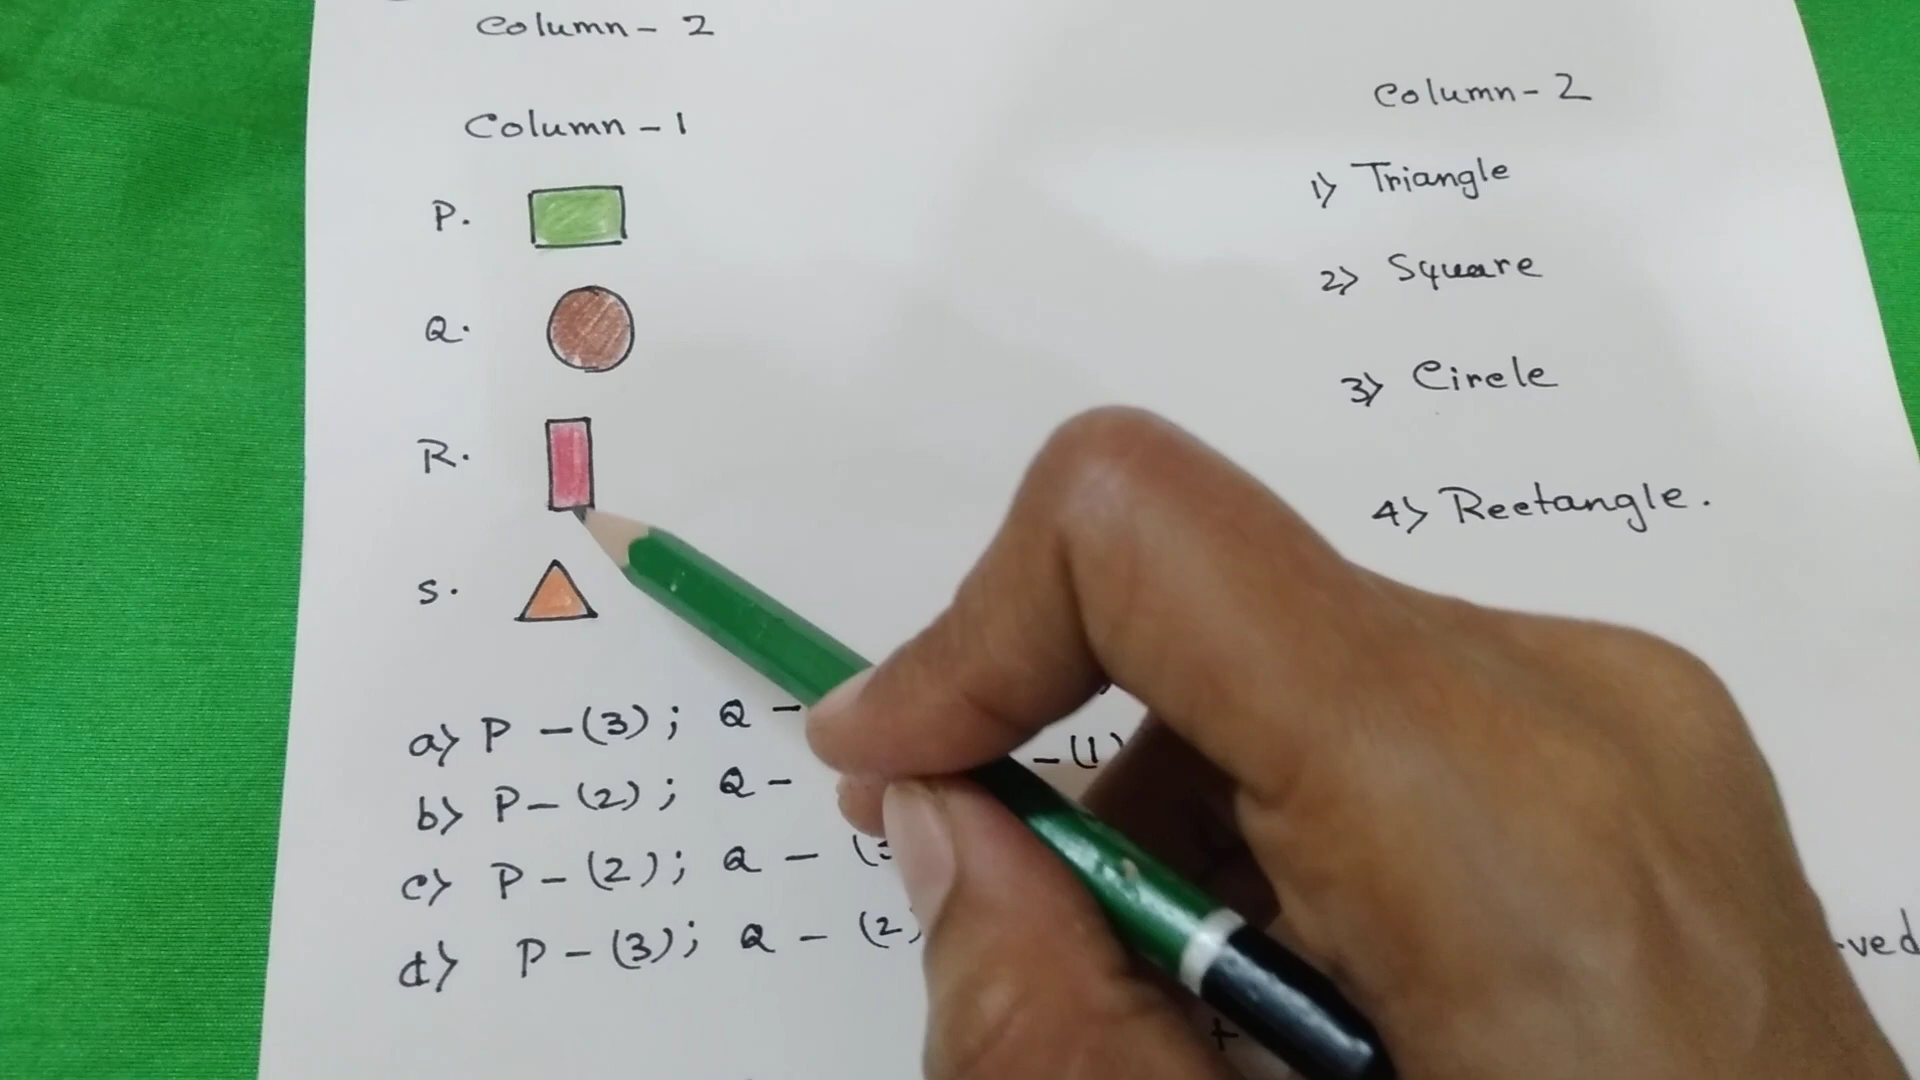 Column - 2
Column - 1
P.
Q.
R.
S.
Column - 2
1) Triangle
2) Square
3) Circle
4) Rectangle.
a) P - (3) ; Q -
b) P - (2) ; Q - - (1)
c) P - (2) ; Q -
d) P - (3) ; Q - (2)